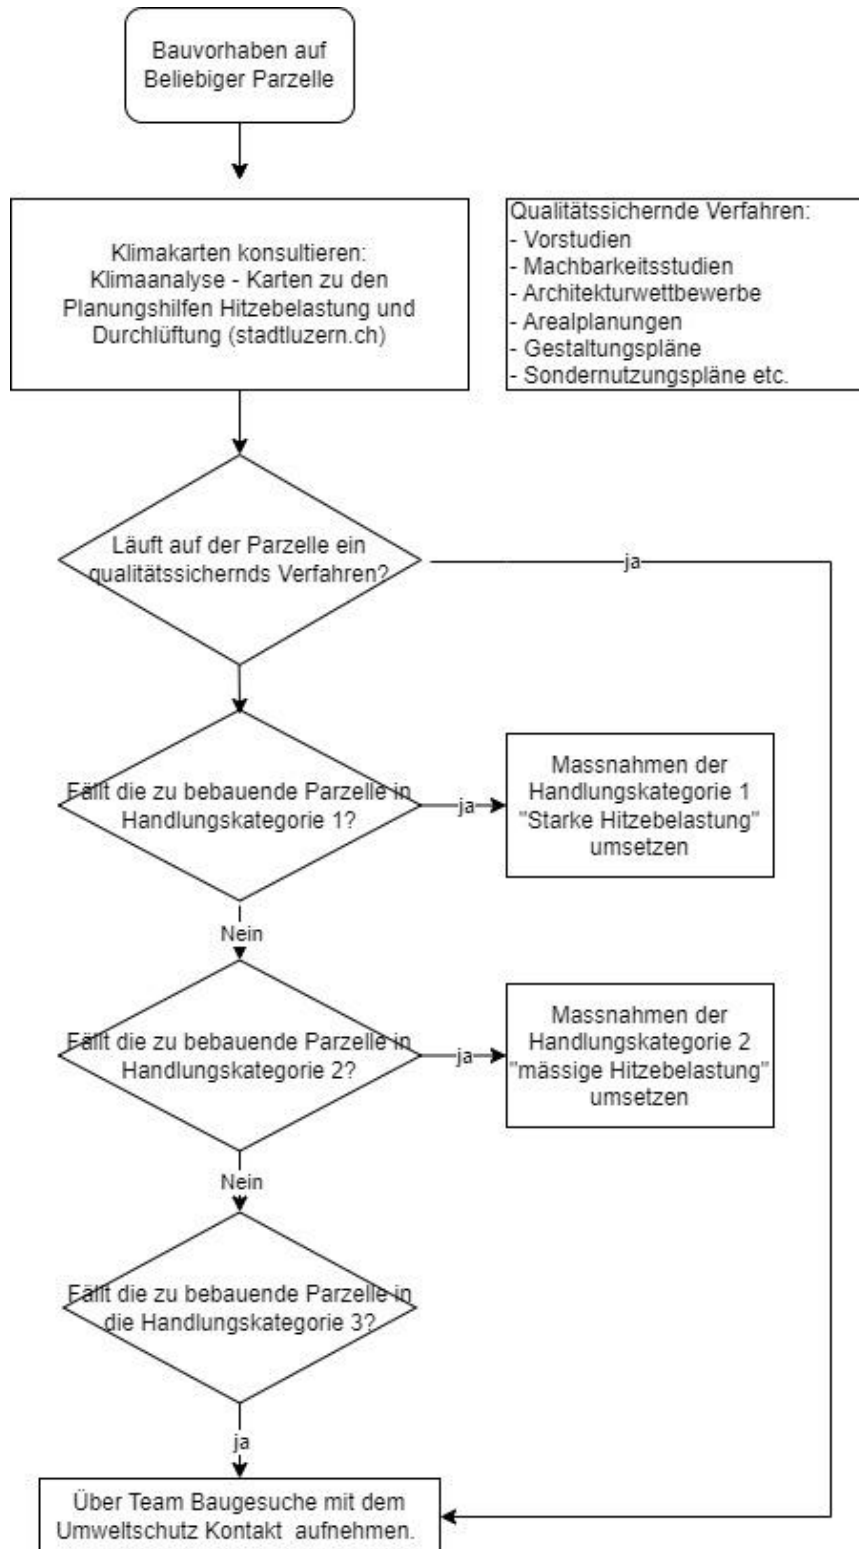 Bauvorhaben auf
Beliebiger Parzelle
Klimakarten konsultieren:
Klimaanalyse - Karten zu den
Planungshilfen Hitzebelastung und
Durchlüftung (stadtluzern.ch)
Qualitätssichernde Verfahren:
- Vorstudien
- Machbarkeitsstudien
- Architekturwettbewerbe
- Arealplanungen
- Gestaltungspläne
- Sondernutzungspläne etc.
Läuft auf der Parzelle ein
qualitätssichernds Verfahren?
ja
Fällt die zu bebauende Parzelle in
Handlungskategorie 1?
ja
Massnahmen der
Handlungskategorie 1
"Starke Hitzebelastung"
umsetzen
Nein
Fällt die zu bebauende Parzelle in
Handlungskategorie 2?
ja
Massnahmen der
Handlungskategorie 2
"mässige Hitzebelastung"
umsetzen
Nein
Fällt die zu bebauende Parzelle in
die Handlungskategorie 3?
ja
Über Team Baugesuche mit dem
Umweltschutz Kontakt aufnehmen.